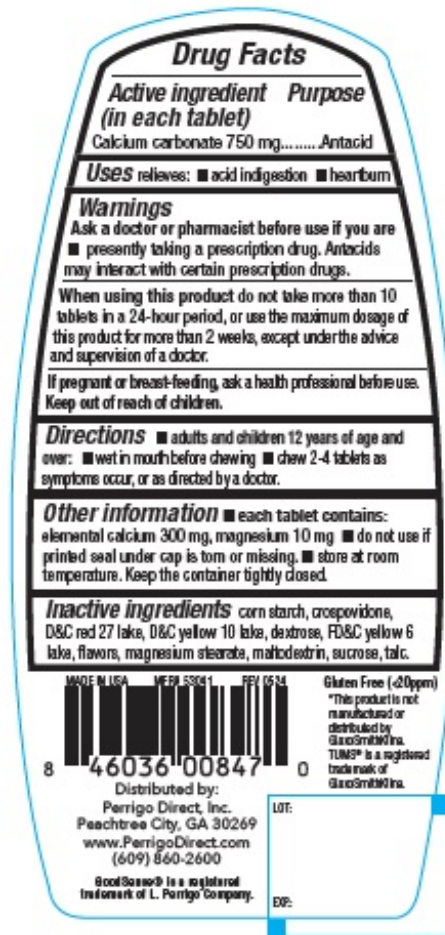 Drug Facts
Active ingredient Purpose
(in each tablet)
Calcium carbonate 750 mg.........Antacid
Uses relieves: ■ acid indigestion ■ heartburn
Warnings
Ask a doctor or pharmacist before use if you are
■ presently taking a prescription drug. Antacids
may interact with certain prescription drugs.
When using this product do not take more than 10
tablets in a 24-hour period, or use the maximum dosage of
this product for more than 2 weeks, except under the advice
and supervision of a doctor.
If pregnant or breast-feeding, ask a health professional before use.
Keep out of reach of children.
Directions ■ adults and children 12 years of age and
over: ■ wet in mouth before chewing ■ chew 2-4 tablets as
symptoms occur, or as directed by a doctor.
Other information ■ each tablet contains:
elemental calcium 300 mg, magnesium 10 mg ■ do not use if
printed seal under cap is torn or missing. ■ store at room
temperature. Keep the container tightly closed.
Inactive ingredients corn starch, crospovidone,
D&C red 27 lake, D&C yellow 10 lake, dextrose, FD&C yellow 6
lake, flavors, magnesium stearate, maltodextrin, sucrose, talc.
MADE IN USA MFR# 53041 REV 0524
8 46036 00847 0
Gluten Free (<20ppm)
*This product is not
manufactured or
distributed by
GlaxoSmithKline.
TUMS® is a registered
trademark of
GlaxoSmithKline.
Distributed by:
Perrigo Direct, Inc.
Peachtree City, GA 30269
www.PerrigoDirect.com
(609) 860-2600
GoodSense® is a registered
trademark of L. Perrigo Company.
LOT:
EXP: